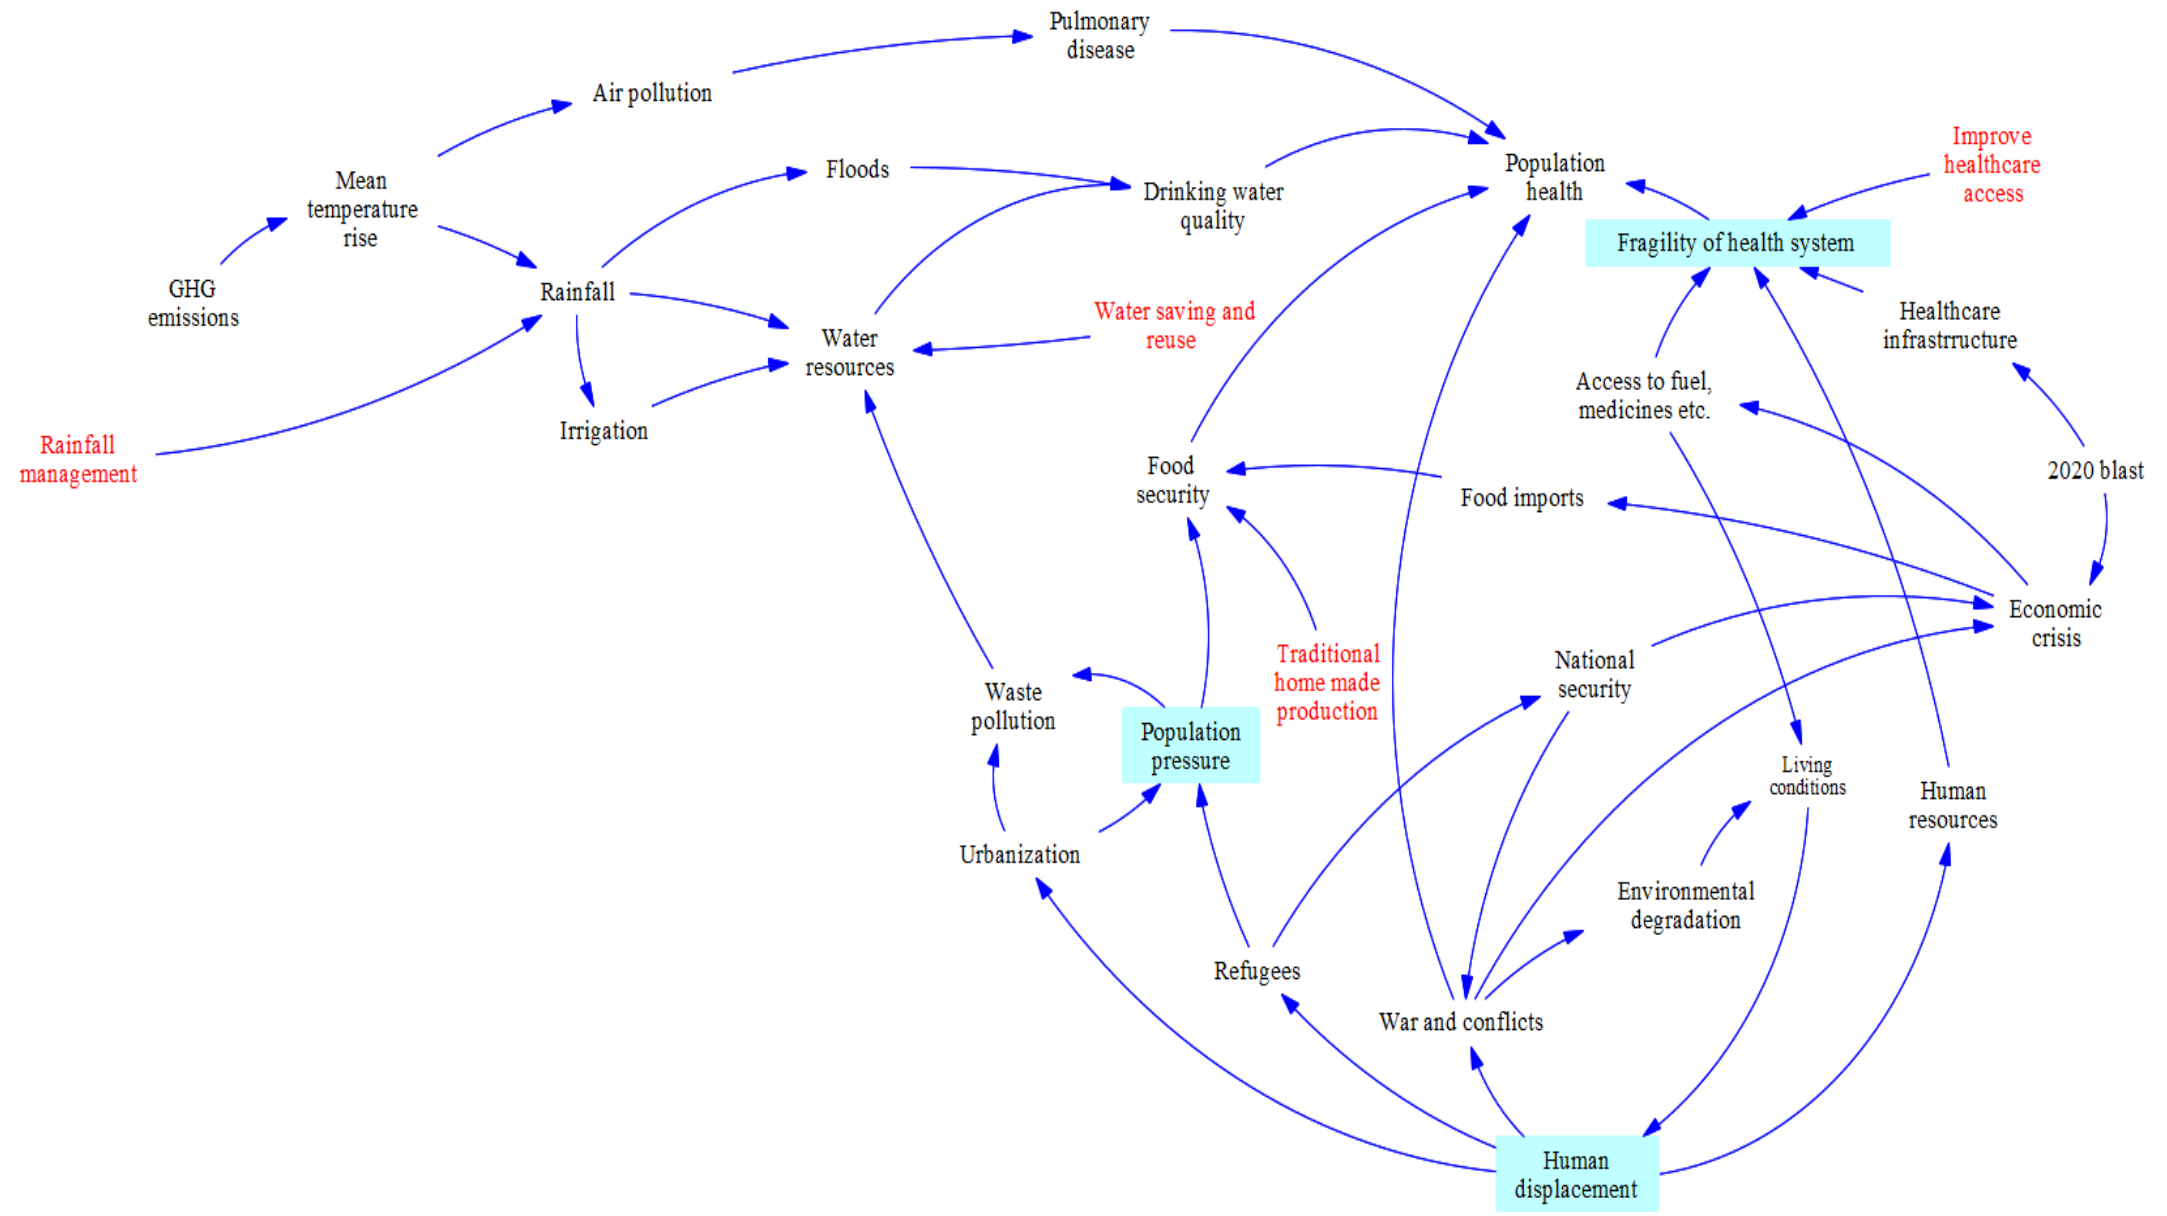 Pulmonary
disease
Air pollution
Improve
healthcare
access
Population
health
Floods
Drinking water
quality
Mean
temperature
rise
Fragility of health system
GHG
emissions
Rainfall
Water saving and
reuse
Healthcare
infrastrructure
Water
resources
Access to fuel,
medicines etc.
Irrigation
Rainfall
management
Food
security
Food imports
2020 blast
Economic
crisis
National
security
Traditional
home made
production
Waste
pollution
Population
pressure
Living
conditions
Human
resources
Urbanization
Environmental
degradation
Refugees
War and conflicts
Human
displacement